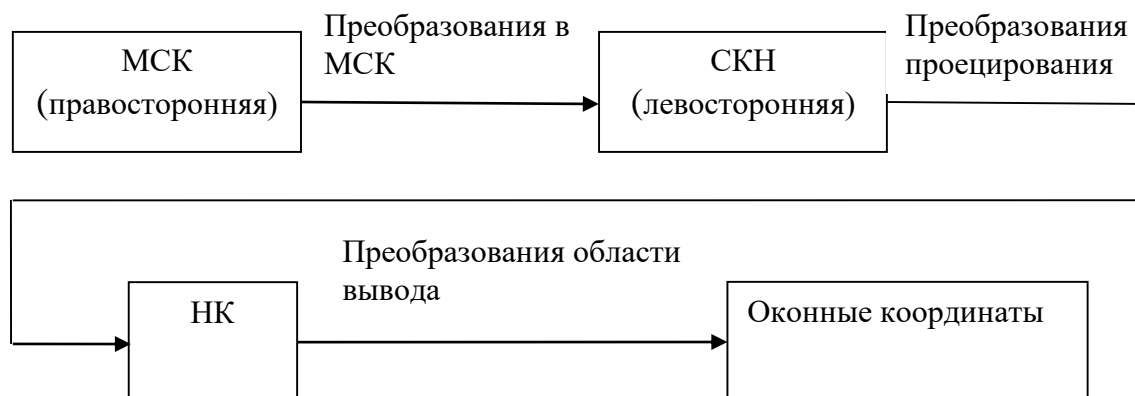 МСК
(правосторонняя)
Преобразования в
МСК
СКН
(левосторонняя)
Преобразования
проецирования
НК
Преобразования области
вывода
Оконные координаты